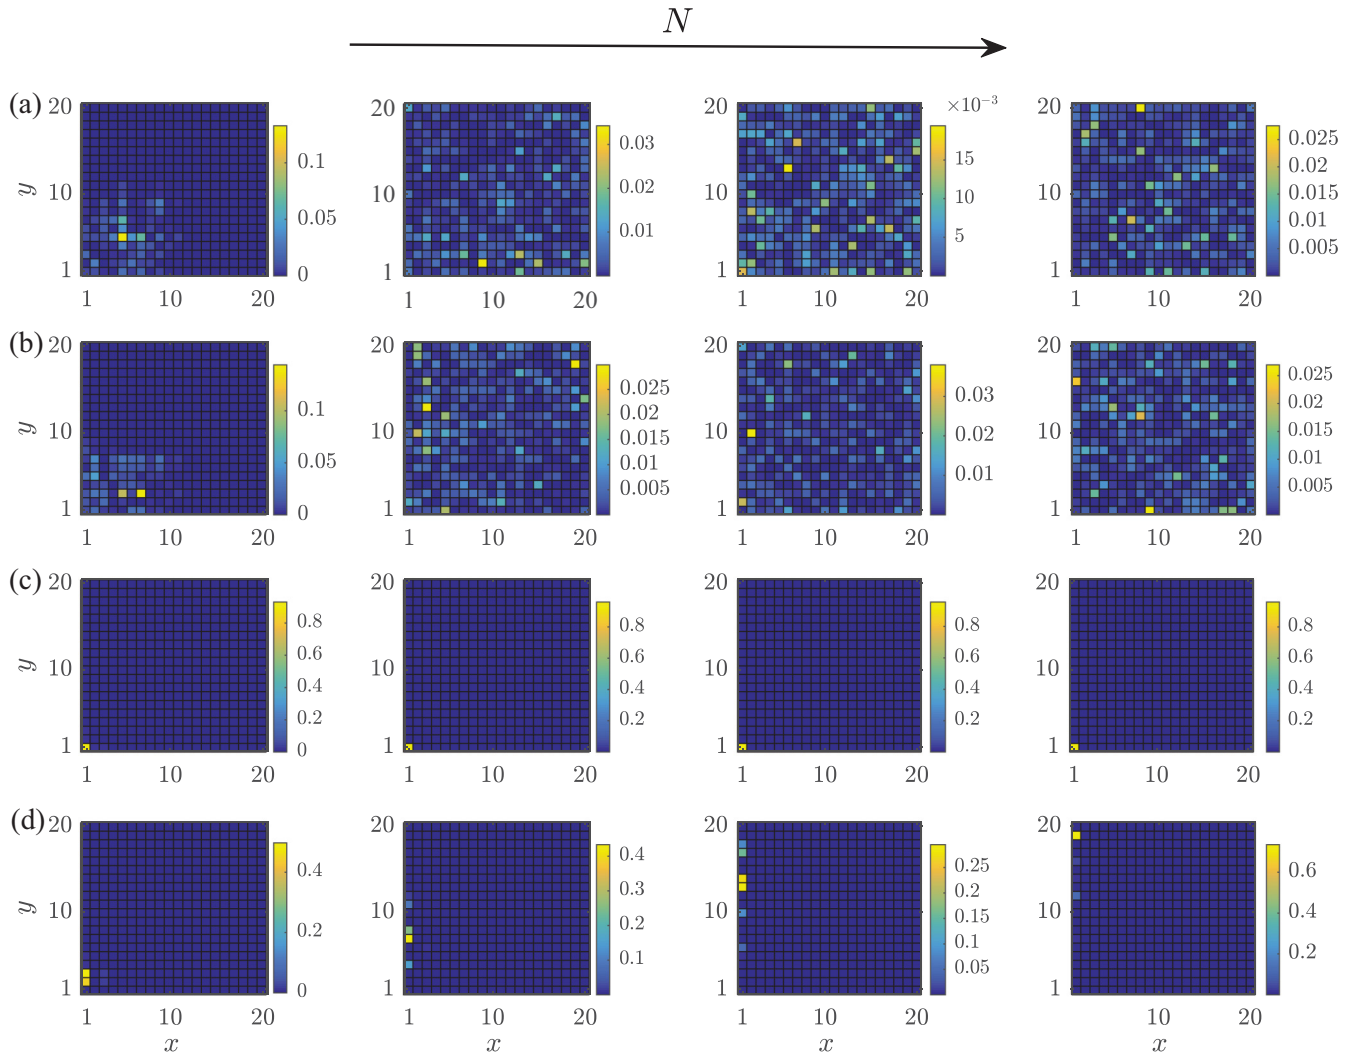 N
(a) 20 10 1 y 1 10 20 0.1 0.05 0
20 10 1 1 10 20 0.03 0.02 0.01
20 10 1 1 10 20 ×10⁻³ 15 10 5
20 10 1 1 10 20 0.025 0.02 0.015 0.01 0.005
(b) 20 10 1 y 1 10 20 0.1 0.05 0
20 10 1 1 10 20 0.025 0.02 0.015 0.01 0.005
20 10 1 1 10 20 0.03 0.02 0.01
20 10 1 1 10 20 0.025 0.02 0.015 0.01 0.005
(c) 20 10 1 y 1 10 20 0.8 0.6 0.4 0.2 0
20 10 1 1 10 20 0.8 0.6 0.4 0.2
20 10 1 1 10 20 0.8 0.6 0.4 0.2
20 10 1 1 10 20 0.8 0.6 0.4 0.2
(d) 20 10 1 y 1 10 20 x 0.4 0.2 0
20 10 1 1 10 20 x 0.4 0.3 0.2 0.1
20 10 1 1 10 20 x 0.25 0.2 0.15 0.1 0.05
20 10 1 10 20 x 0.6 0.4 0.2